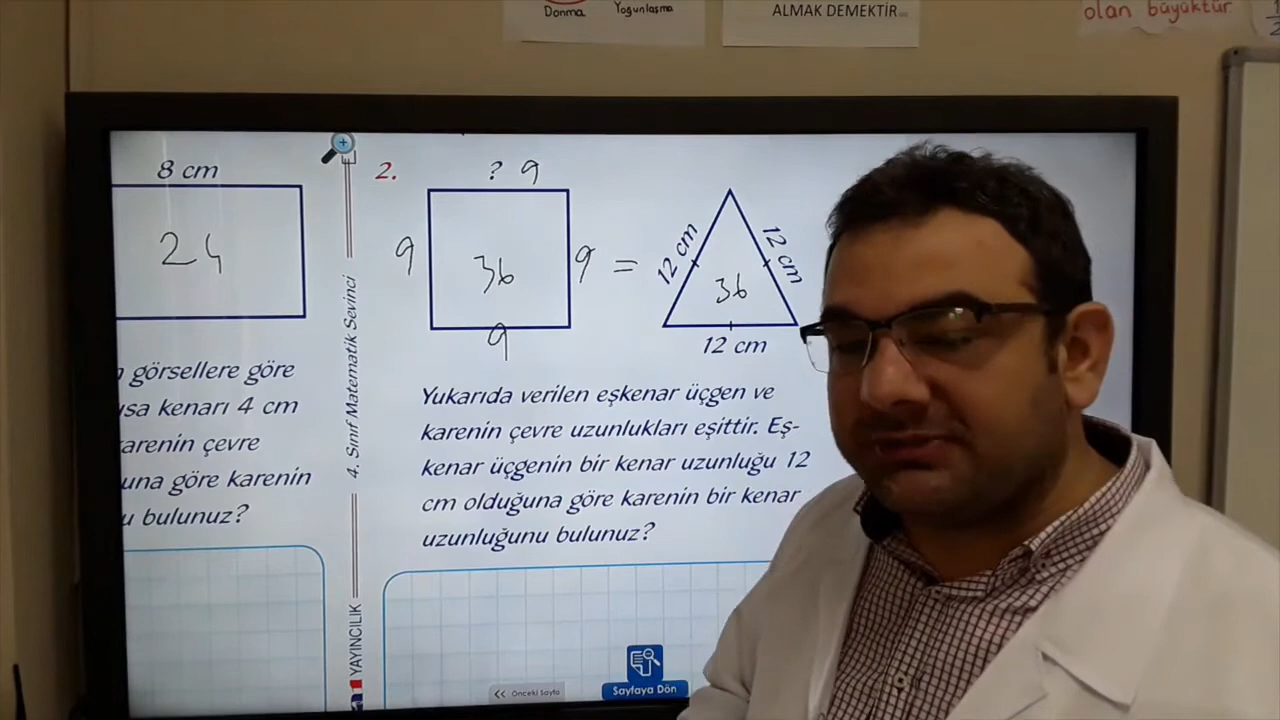 Donma
Yoğunlaşma
ALMAK DEMEKTİR
olan büyüktür.
8 cm
24
4. Sınıf Matematik Sevinci
YAYINCILIK
görsellere göre
kenarı 4 cm
çevre
göre karenin
bulunuz?
2.
? 9
9
36
9
9
=
12 cm
12 cm
36
12 cm
Yukarıda verilen eşkenar üçgen ve
karenin çevre uzunlukları eşittir. Eş-
kenar üçgenin bir kenar uzunluğu 12
cm olduğuna göre karenin bir kenar
uzunluğunu bulunuz?
<< Önceki Sayfa
Sayfaya Dön